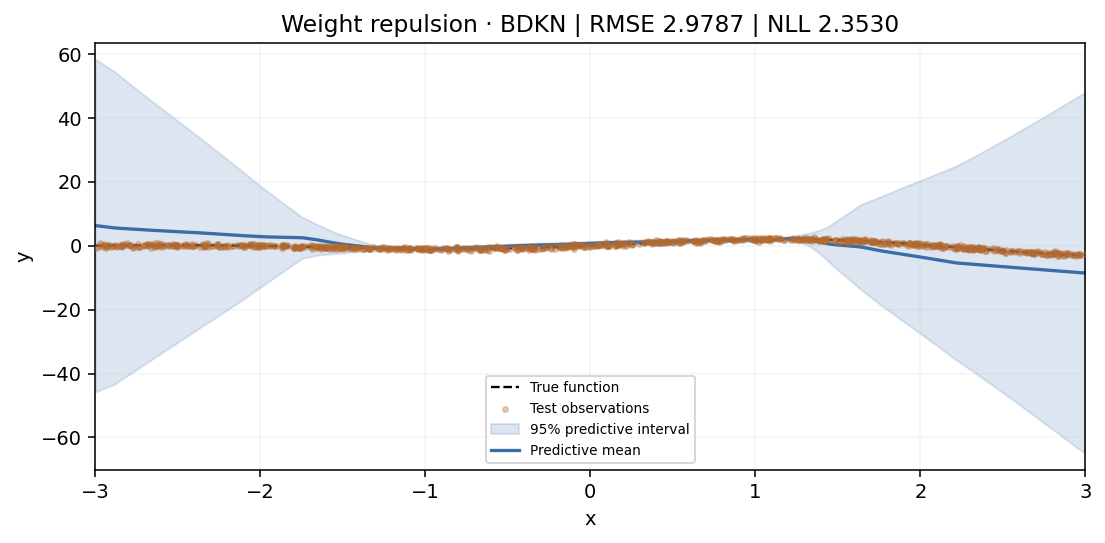 Weight repulsion · BDKN | RMSE 2.9787 | NLL 2.3530
60
40
20
0
−20
−40
−60
y
True function
Test observations
95% predictive interval
Predictive mean
−3 −2 −1 0 1 2 3
x